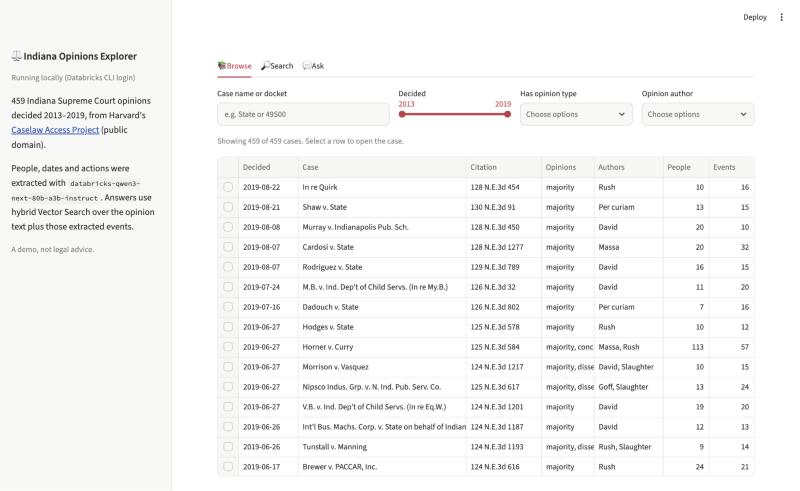 Deploy
Indiana Opinions Explorer
Running locally (Databricks CLI login)
459 Indiana Supreme Court opinions
decided 2013–2019, from Harvard's
Caselaw Access Project (public
domain).
People, dates and actions were
extracted with databricks-qwen3-
next-80b-a3b-instruct . Answers use
hybrid Vector Search over the opinion
text plus those extracted events.
A demo, not legal advice.
Browse Search Ask
Case name or docket Decided Has opinion type Opinion author
2013 2019
e.g. State or 49S00 Choose options Choose options
Showing 459 of 459 cases. Select a row to open the case.
Decided Case Citation Opinions Authors People Events
2019-08-22 In re Quirk 128 N.E.3d 454 majority Rush 10 16
2019-08-21 Shaw v. State 130 N.E.3d 91 majority Per curiam 13 15
2019-08-08 Murray v. Indianapolis Pub. Sch. 128 N.E.3d 450 majority David 20 10
2019-08-07 Cardosi v. State 128 N.E.3d 1277 majority Massa 20 32
2019-08-07 Rodriguez v. State 129 N.E.3d 789 majority Rush 16 15
2019-07-24 M.B. v. Ind. Dep't of Child Servs. (In re My.B.) 126 N.E.3d 32 majority David 11 20
2019-07-16 Dadouch v. State 126 N.E.3d 802 majority Per curiam 7 16
2019-06-27 Hodges v. State 125 N.E.3d 578 majority Rush 10 12
2019-06-27 Horner v. Curry 125 N.E.3d 584 majority, conc Massa, Rush 113 57
2019-06-27 Morrison v. Vasquez 124 N.E.3d 1217 majority, disse David, Slaughter 10 15
2019-06-27 Nipsco Indus. Grp. v. N. Ind. Pub. Serv. Co. 125 N.E.3d 617 majority, disse Goff, Slaughter 13 24
2019-06-27 V.B. v. Ind. Dep't of Child Servs. (In re Eq.W.) 124 N.E.3d 1201 majority David 19 20
2019-06-26 Int'l Bus. Machs. Corp. v. State on behalf of Indian 124 N.E.3d 1187 majority David 12 13
2019-06-26 Tunstall v. Manning 124 N.E.3d 1193 majority, disse Rush, Slaughter 9 14
2019-06-17 Brewer v. PACCAR, Inc. 124 N.E.3d 616 majority Rush 24 21